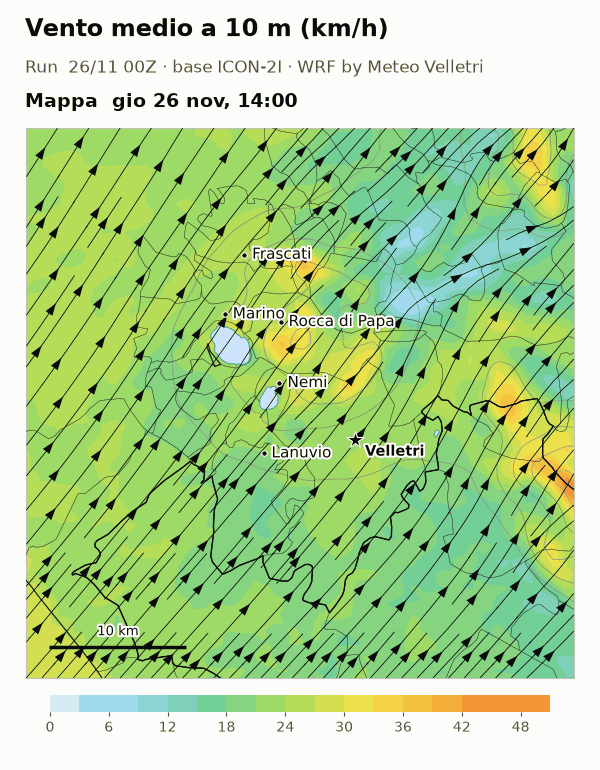 Vento medio a 10 m (km/h)
Run 26/11 00Z · base ICON-2I · WRF by Meteo Velletri
Mappa gio 26 nov, 14:00
Frascati
Marino
Rocca di Papa
Nemi
Velletri
Lanuvio
10 km
0 6 12 18 24 30 36 42 48